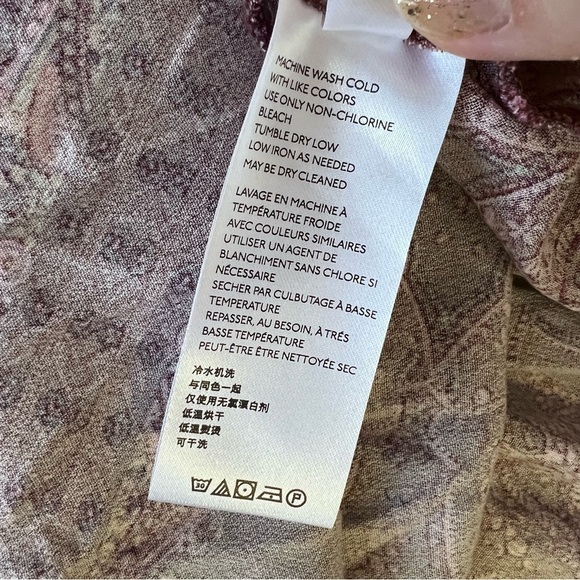 MACHINE WASH COLD
WITH LIKE COLORS
USE ONLY NON-CHLORINE
BLEACH
TUMBLE DRY LOW
LOW IRON AS NEEDED
MAY BE DRY CLEANED
LAVAGE EN MACHINE À
TEMPÉRATURE FROIDE
AVEC COULEURS SIMILAIRES
UTILISER UN AGENT DE
BLANCHIMENT SANS CHLORE SI
NÉCESSAIRE
SECHER PAR CULBUTAGE À BASSE
TEMPERATURE
REPASSER, AU BESOIN, À TRÉS
BASSE TEMPÉRATURE
PEUT-ÊTRE ÊTRE NETTOYÉE SEC
冷水机洗
与同色一起
仅使用无氯漂白剂
低温烘干
低温熨烫
可干洗
30 P